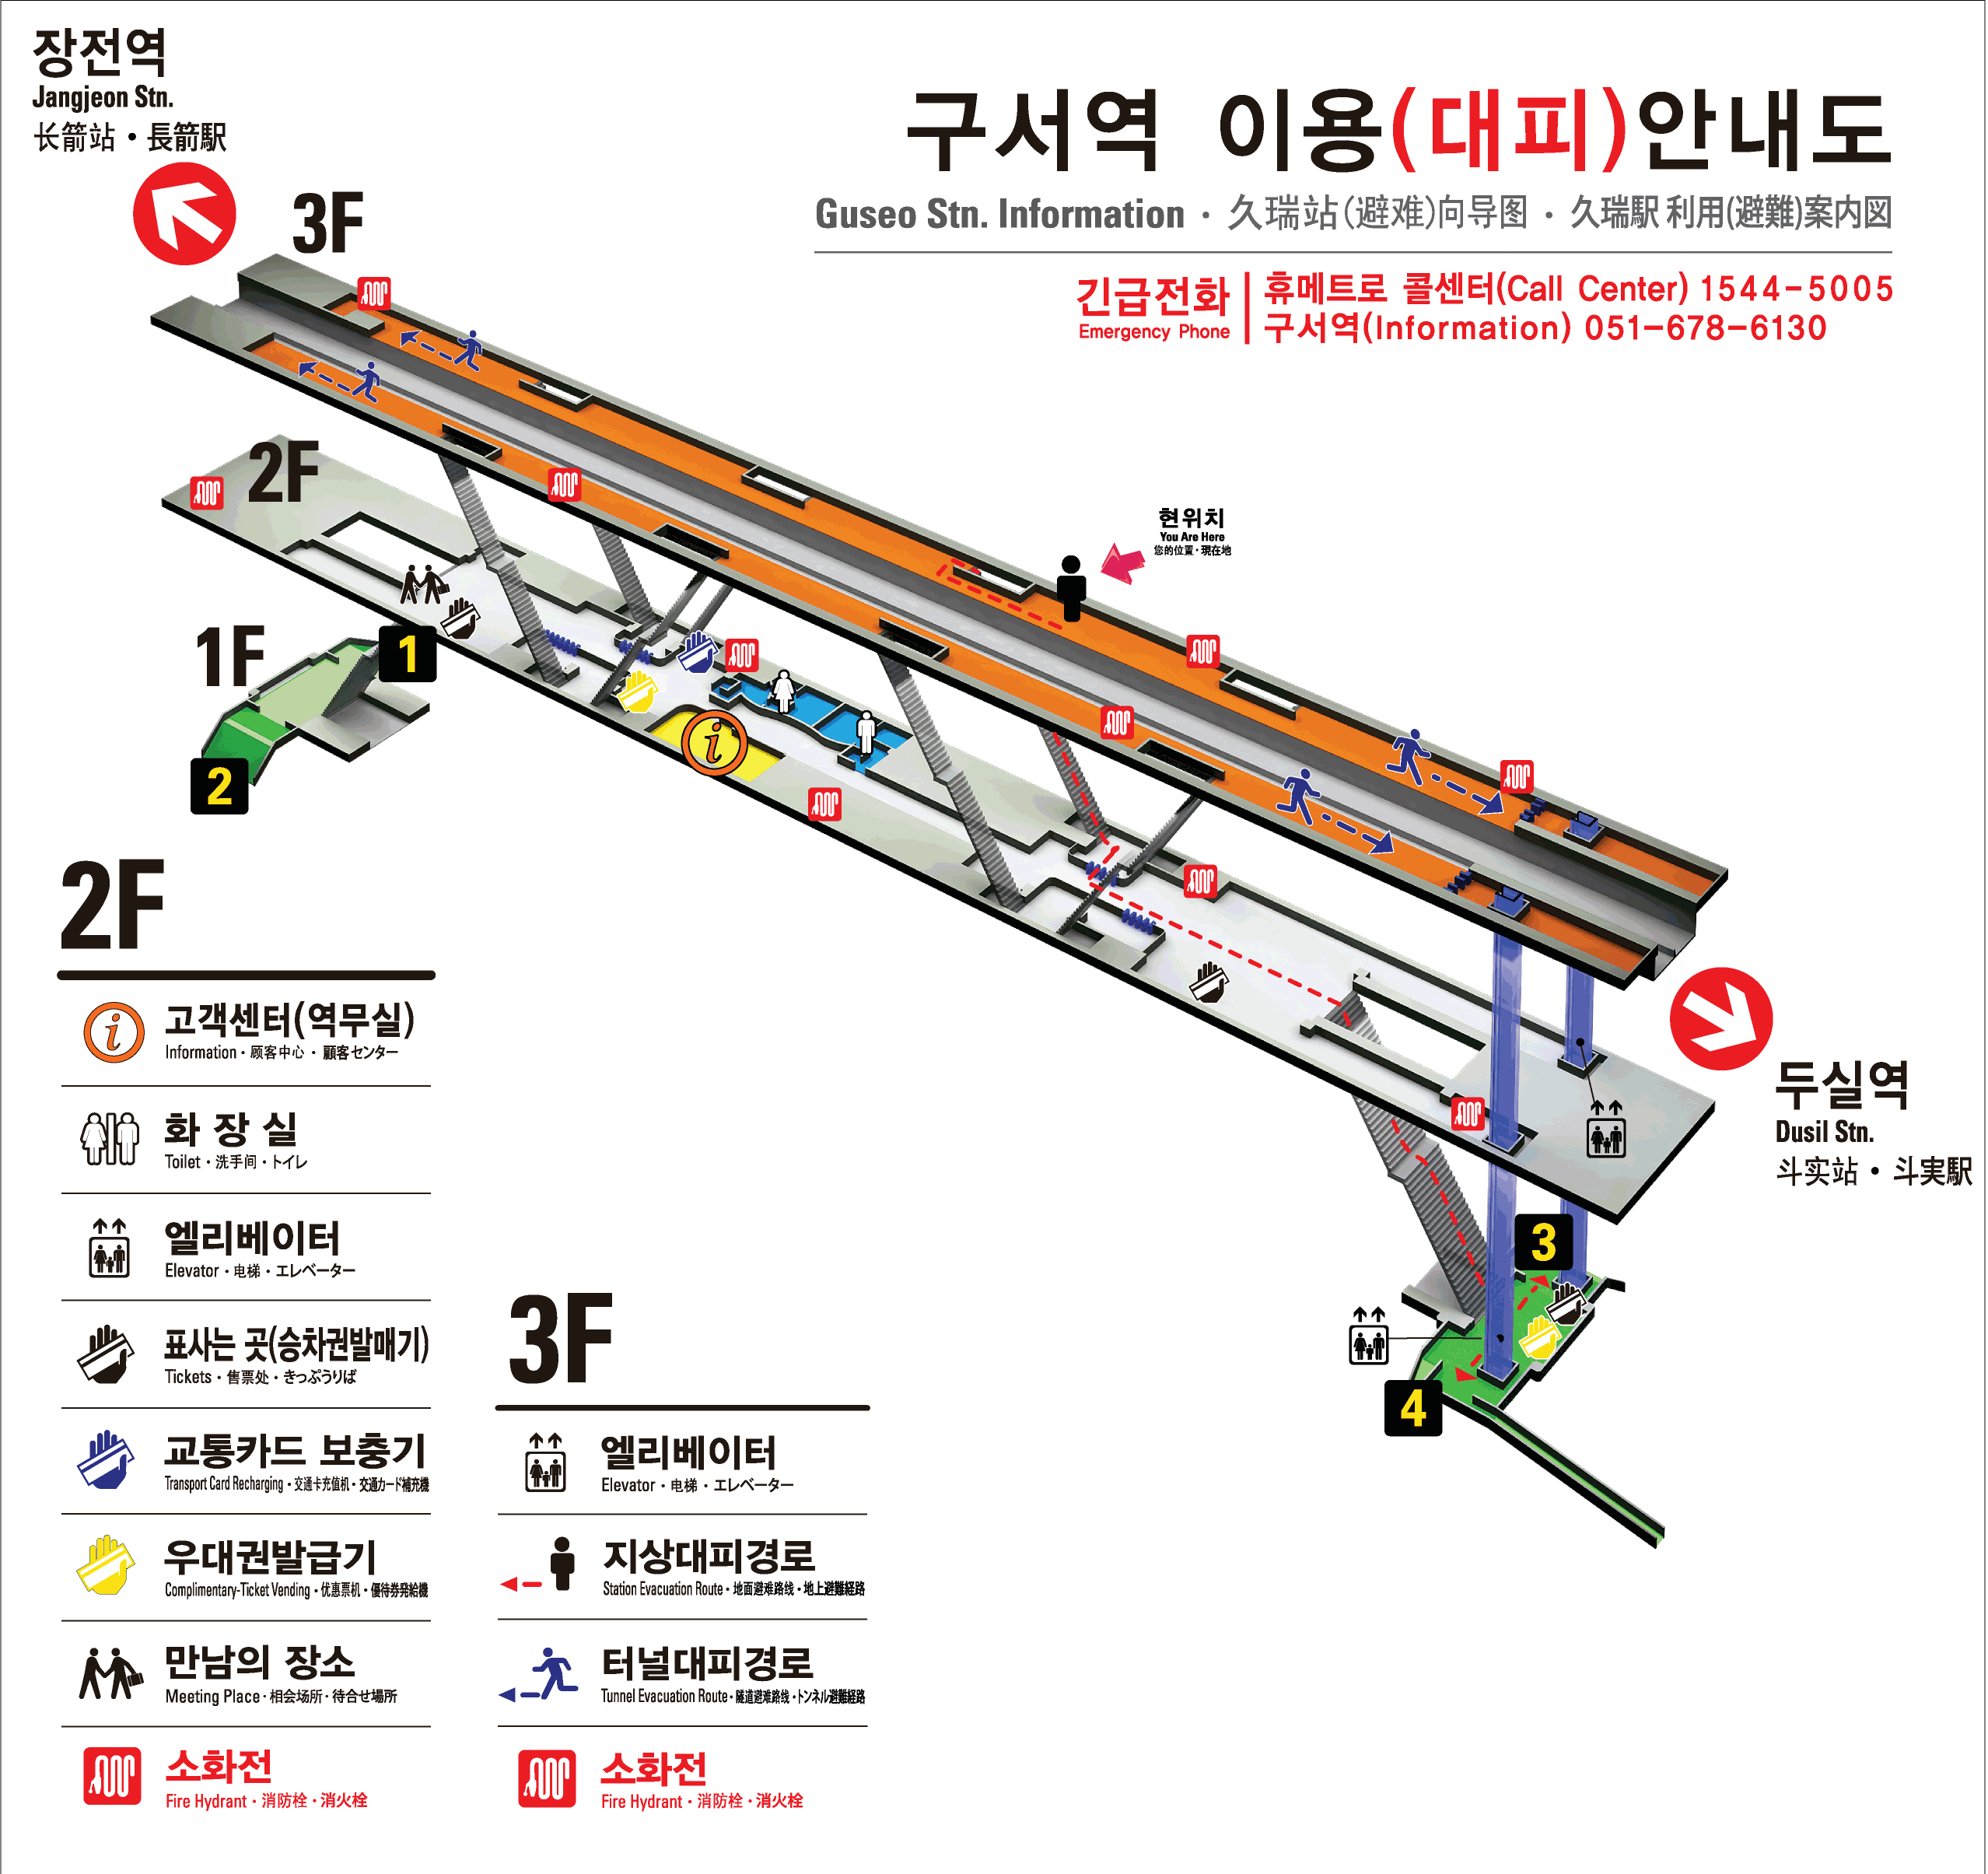 장전역
Jangjeon Stn.
长箭站 · 長箭駅
구서역 이용(대피)안내도
Guseo Stn. Information · 久瑞站(避难)向导图 · 久瑞駅 利用(避難)案内図
긴급전화
Emergency Phone
휴메트로 콜센터(Call Center) 1544-5005
구서역(Information) 051-678-6130
3F
2F
1F
현위치
You Are Here
您的位置·現在地
1
2
3
4
두실역
Dusil Stn.
斗实站 · 斗実駅
2F
고객센터(역무실)
Information · 顾客中心 · 顧客センター
화 장 실
Toilet · 洗手间 · トイレ
엘리베이터
Elevator · 电梯 · エレベーター
표사는 곳(승차권발매기)
Tickets · 售票处 · きっぷうりば
교통카드 보충기
Transport Card Recharging · 交通卡充值机 · 交通カード補充機
우대권발급기
Complimentary-Ticket Vending · 优惠票机 · 優待券発給機
만남의 장소
Meeting Place · 相会场所 · 待合せ場所
소화전
Fire Hydrant · 消防栓 · 消火栓
3F
엘리베이터
Elevator · 电梯 · エレベーター
지상대피경로
Station Evacuation Route · 地面避难路线 · 地上避難経路
터널대피경로
Tunnel Evacuation Route · 隧道避难路线 · トンネル避難経路
소화전
Fire Hydrant · 消防栓 · 消火栓